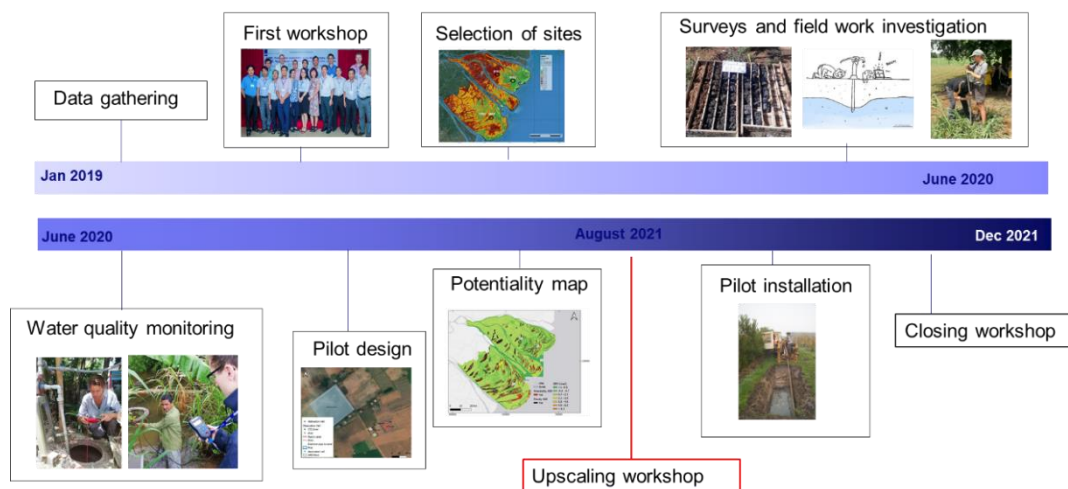 First workshop
Selection of sites
Surveys and field work investigation
Data gathering
Jan 2019
June 2020
June 2020
August 2021
Dec 2021
Water quality monitoring
Pilot design
Potentiality map
Pilot installation
Closing workshop
Upscaling workshop